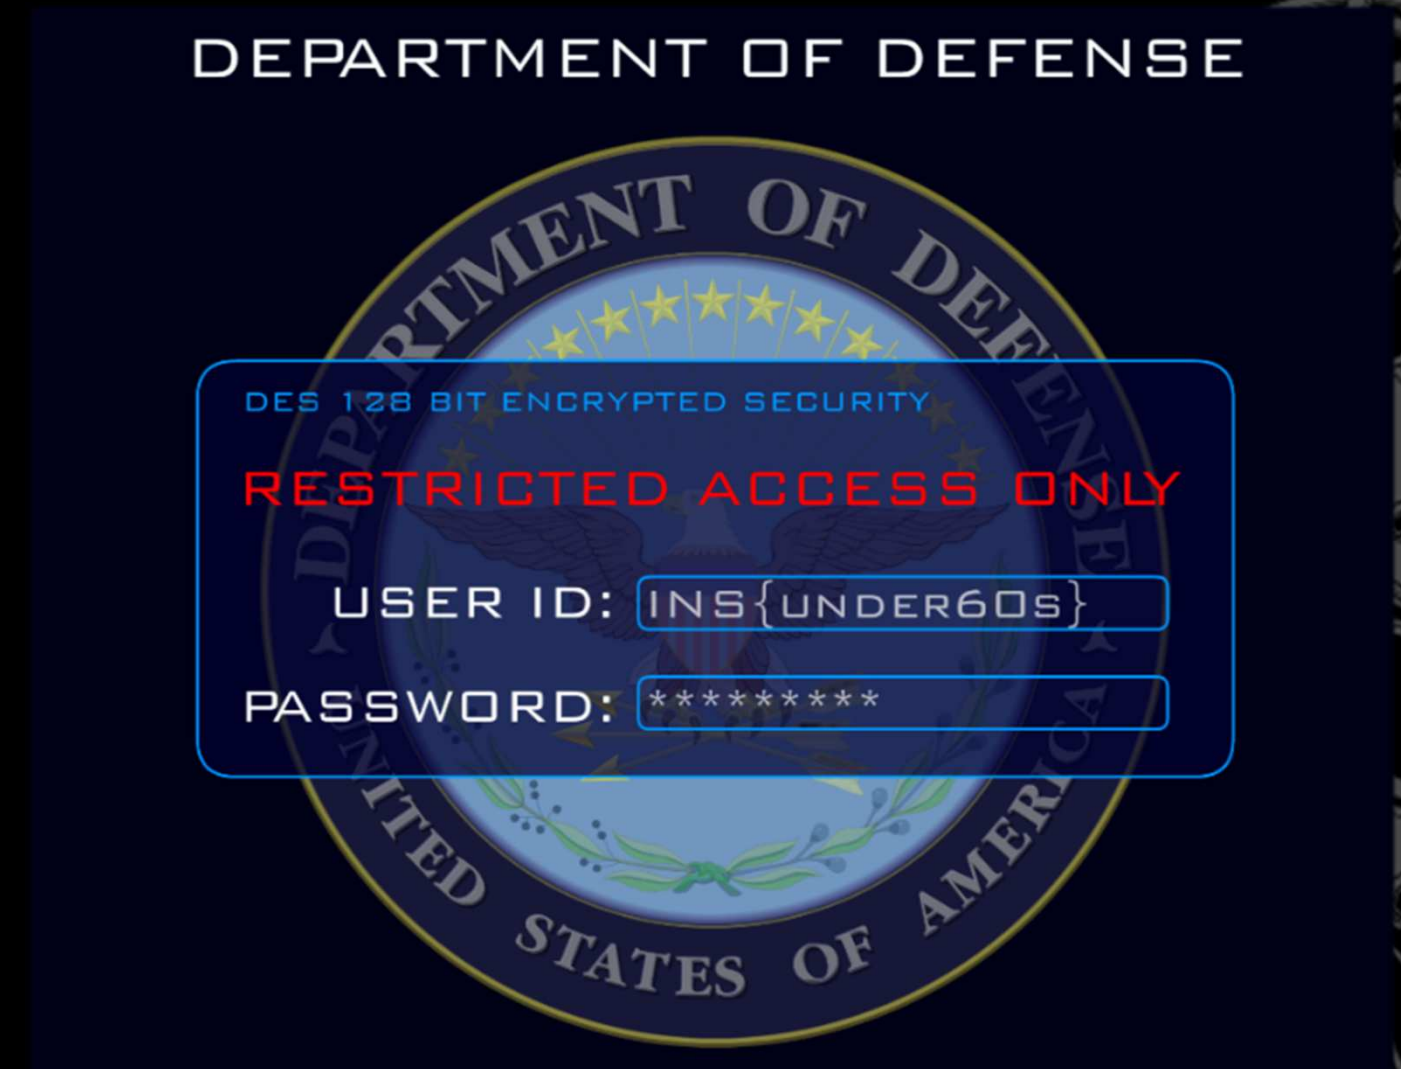 DEPARTMENT OF DEFENSE
DEPARTMENT OF DEFENSE
DES 128 BIT ENCRYPTED SECURITY
RESTRICTED ACCESS ONLY
USER ID: INS{UNDER60s}
PASSWORD: *********
UNITED STATES OF AMERICA